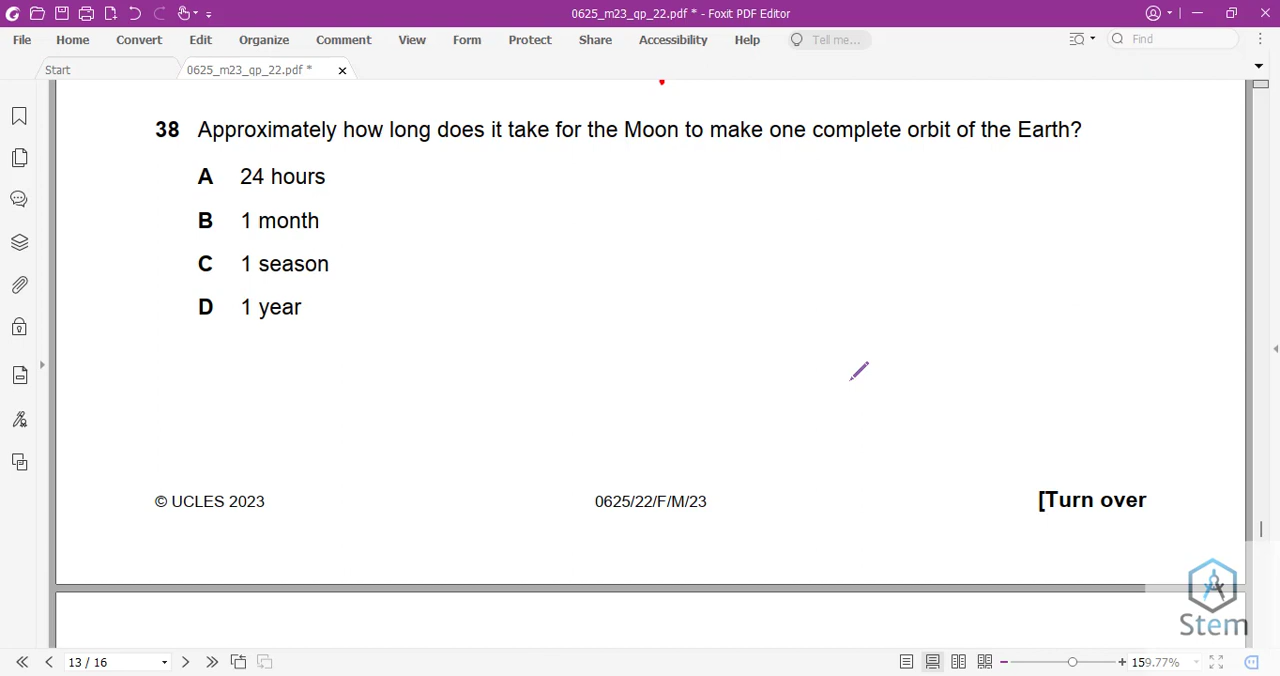 0625_m23_qp_22.pdf * - Foxit PDF Editor
File Home Convert Edit Organize Comment View Form Protect Share Accessibility Help Tell me... Find
Start 0625_m23_qp_22.pdf *
38 Approximately how long does it take for the Moon to make one complete orbit of the Earth?
A 24 hours
B 1 month
C 1 season
D 1 year
© UCLES 2023 0625/22/F/M/23 [Turn over
Stem
13 / 16 159.77%